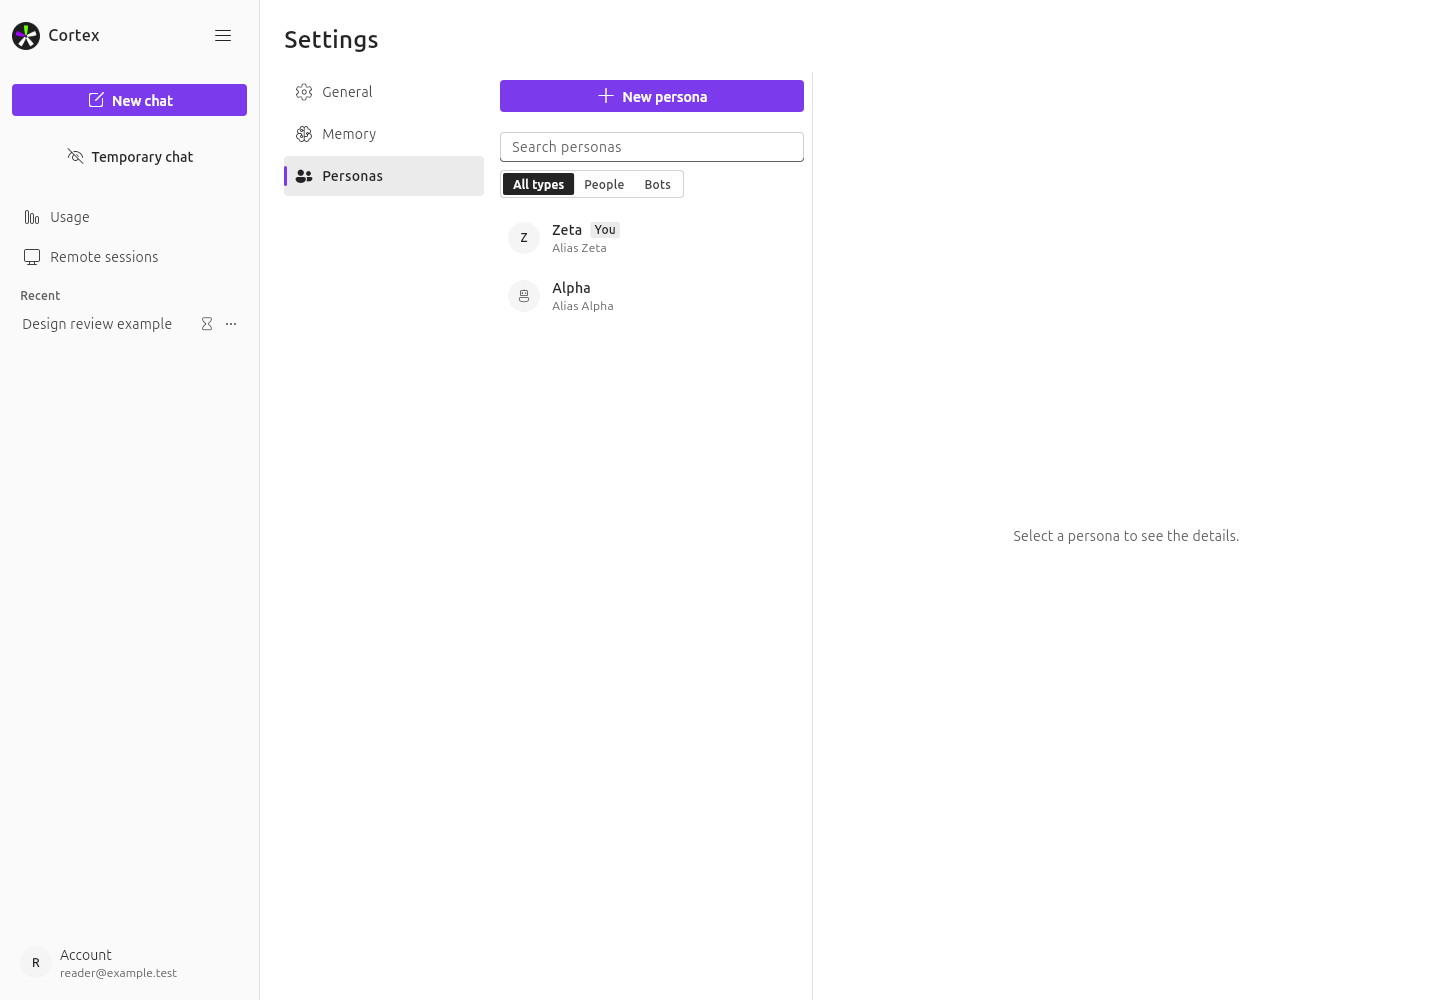 Cortex
New chat
Temporary chat
Usage
Remote sessions
Recent
Design review example
R
Account
reader@example.test
Settings
General
Memory
Personas
New persona
Search personas
All types
People
Bots
Z
Zeta
You
Alias Zeta
Alpha
Alias Alpha
Select a persona to see the details.